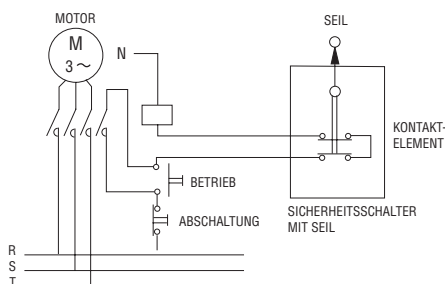 MOTOR
M
3 ~
N
SEIL
KONTAKT-
ELEMENT
BETRIEB
ABSCHALTUNG
SICHERHEITSSCHALTER
MIT SEIL
R
S
T